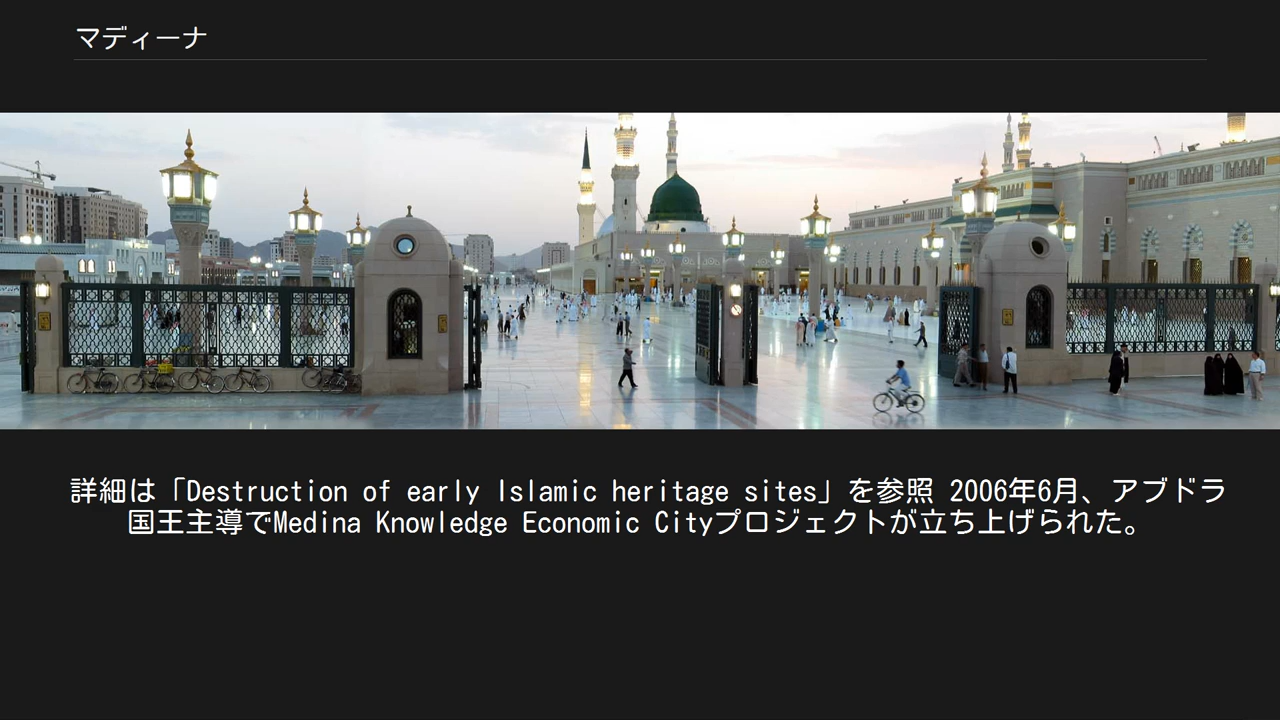 マディーナ
詳細は「Destruction of early Islamic heritage sites」を参照 2006年6月、アブドラ
国王主導でMedina Knowledge Economic Cityプロジェクトが立ち上げられた。